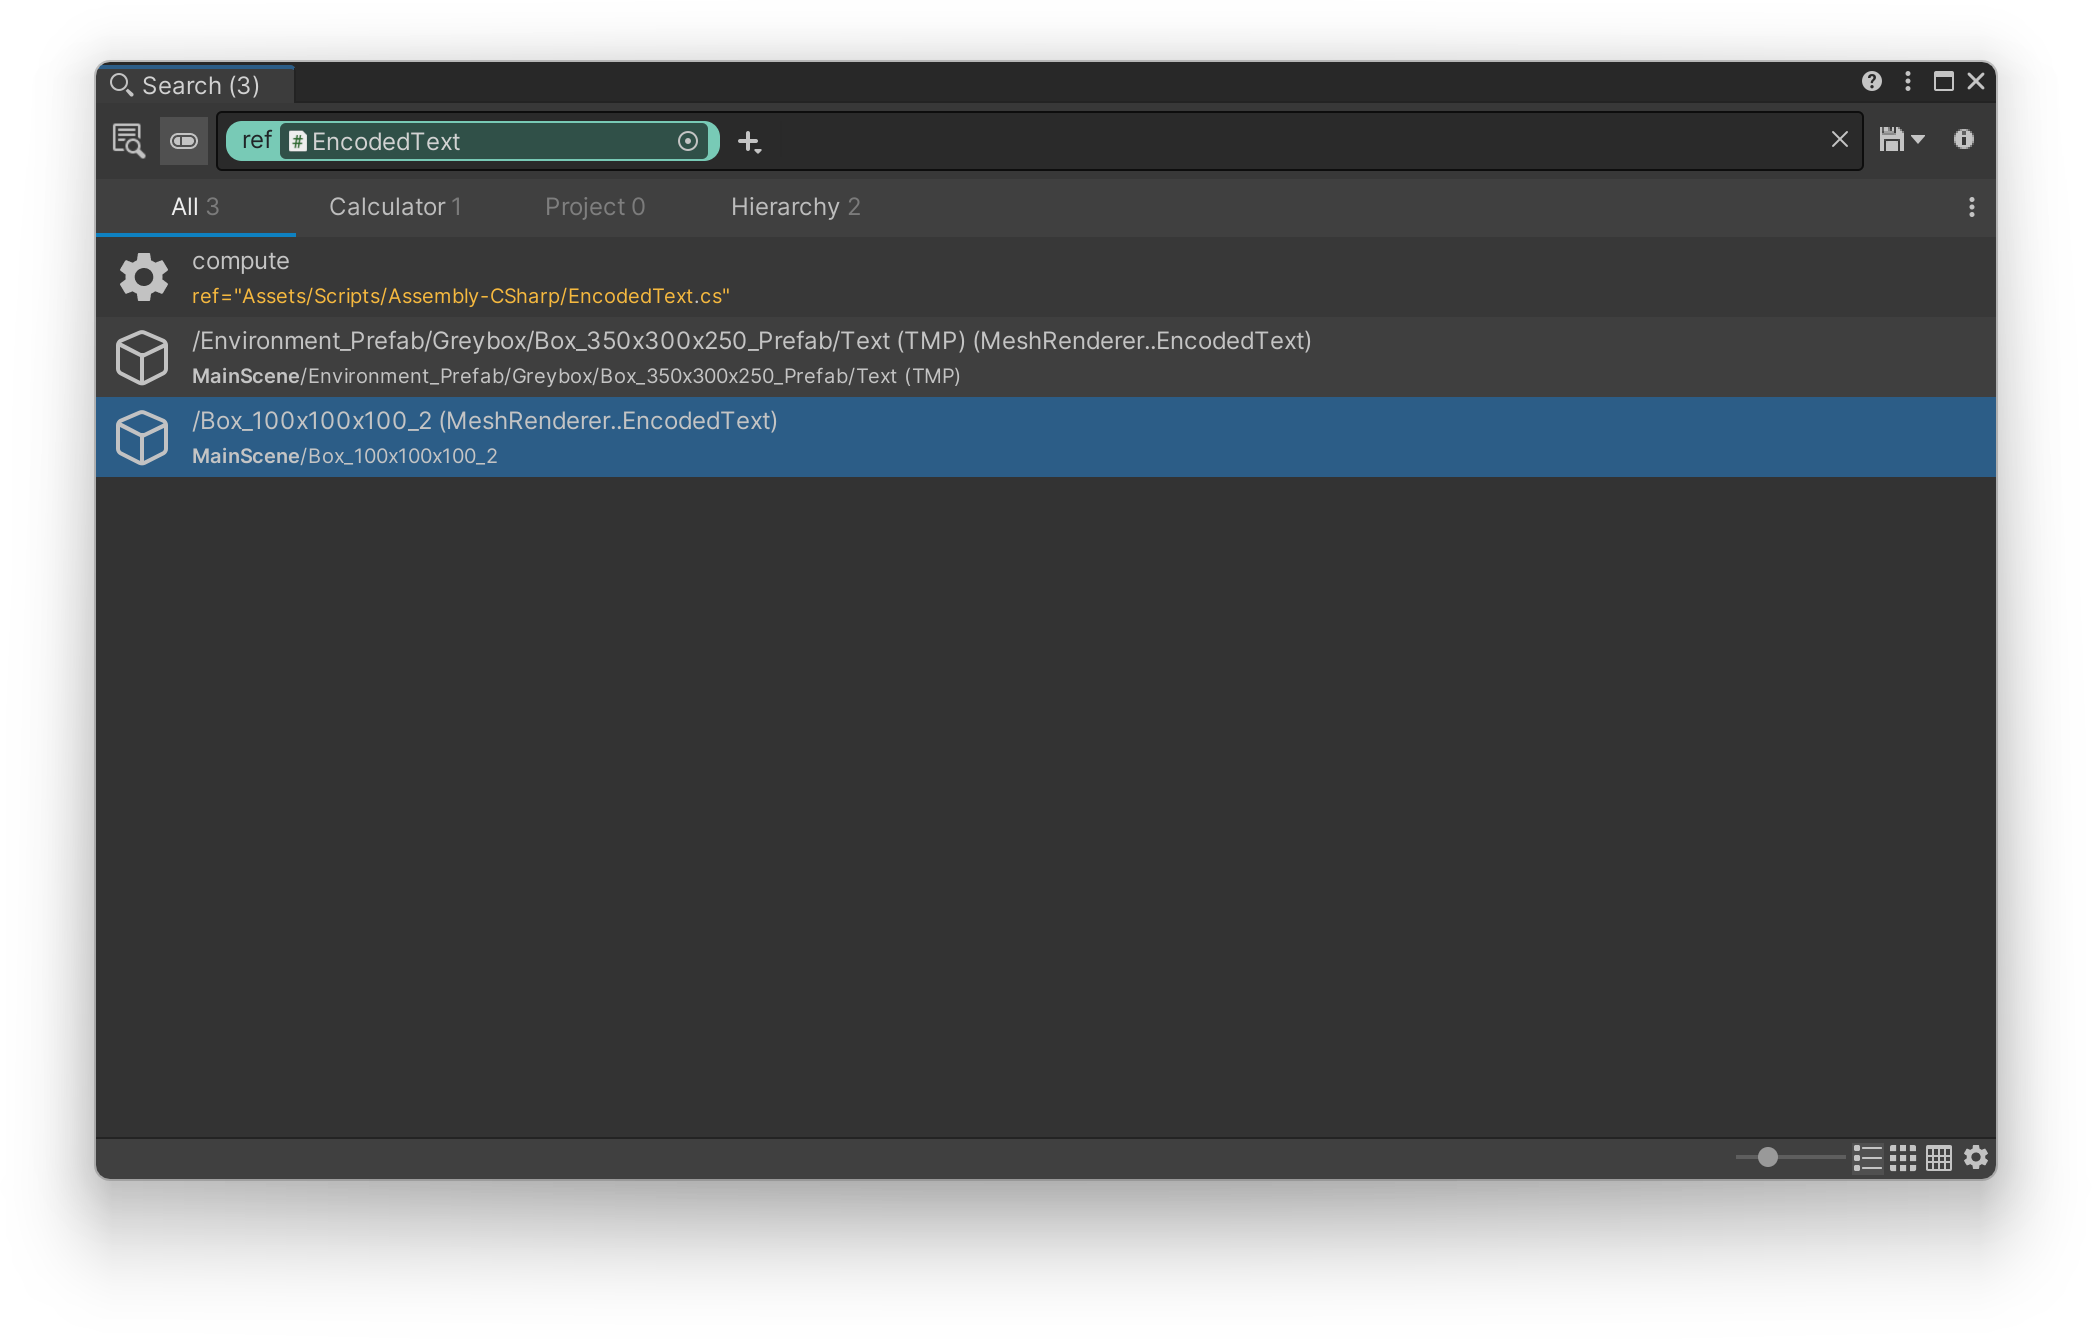 Search (3)
ref # EncodedText
All 3 Calculator 1 Project 0 Hierarchy 2
compute
ref="Assets/Scripts/Assembly-CSharp/EncodedText.cs"
/Environment_Prefab/Greybox/Box_350x300x250_Prefab/Text (TMP) (MeshRenderer..EncodedText)
MainScene/Environment_Prefab/Greybox/Box_350x300x250_Prefab/Text (TMP)
/Box_100x100x100_2 (MeshRenderer..EncodedText)
MainScene/Box_100x100x100_2